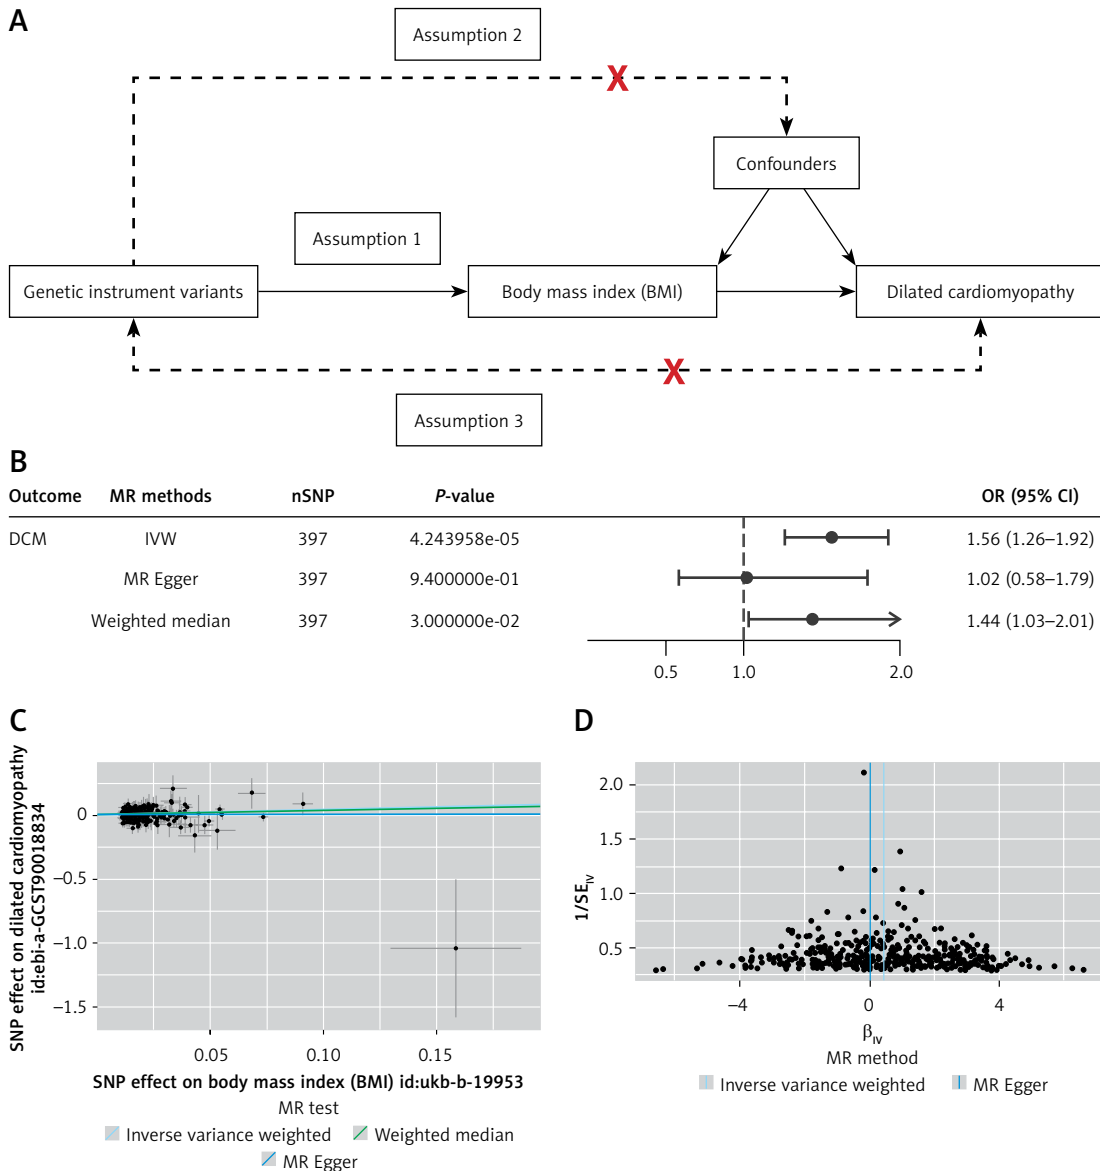 A
Assumption 2
X
Confounders
Assumption 1
Genetic instrument variants
Body mass index (BMI)
Dilated cardiomyopathy
X
Assumption 3
B
Outcome MR methods nSNP P-value OR (95% CI)
DCM IVW 397 4.243958e-05 1.56 (1.26–1.92)
MR Egger 397 9.400000e-01 1.02 (0.58–1.79)
Weighted median 397 3.000000e-02 1.44 (1.03–2.01)
0.5 1.0 2.0
C
SNP effect on dilated cardiomyopathy
id:ebi-a-GCST90018834
0
−0.5
−1.0
−1.5
0.05 0.10 0.15
SNP effect on body mass index (BMI) id:ukb-b-19953
MR test
Inverse variance weighted Weighted median
MR Egger
D
1/SE_IV
2.0
1.5
1.0
0.5
−4 0 4
β_IV
MR method
Inverse variance weighted MR Egger